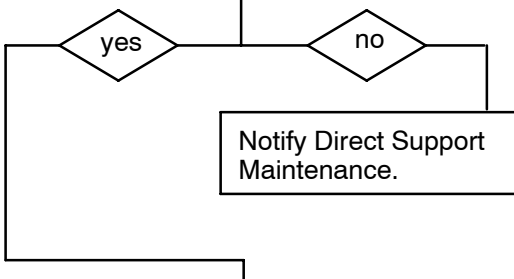 yes
no
Notify Direct Support
Maintenance.